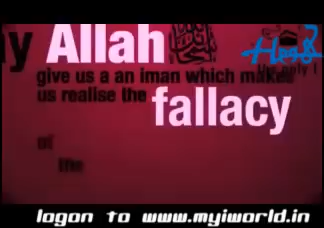 y Allah
give us a an iman which makes
us realise the fallacy
of
the
logon to www.myiworld.in